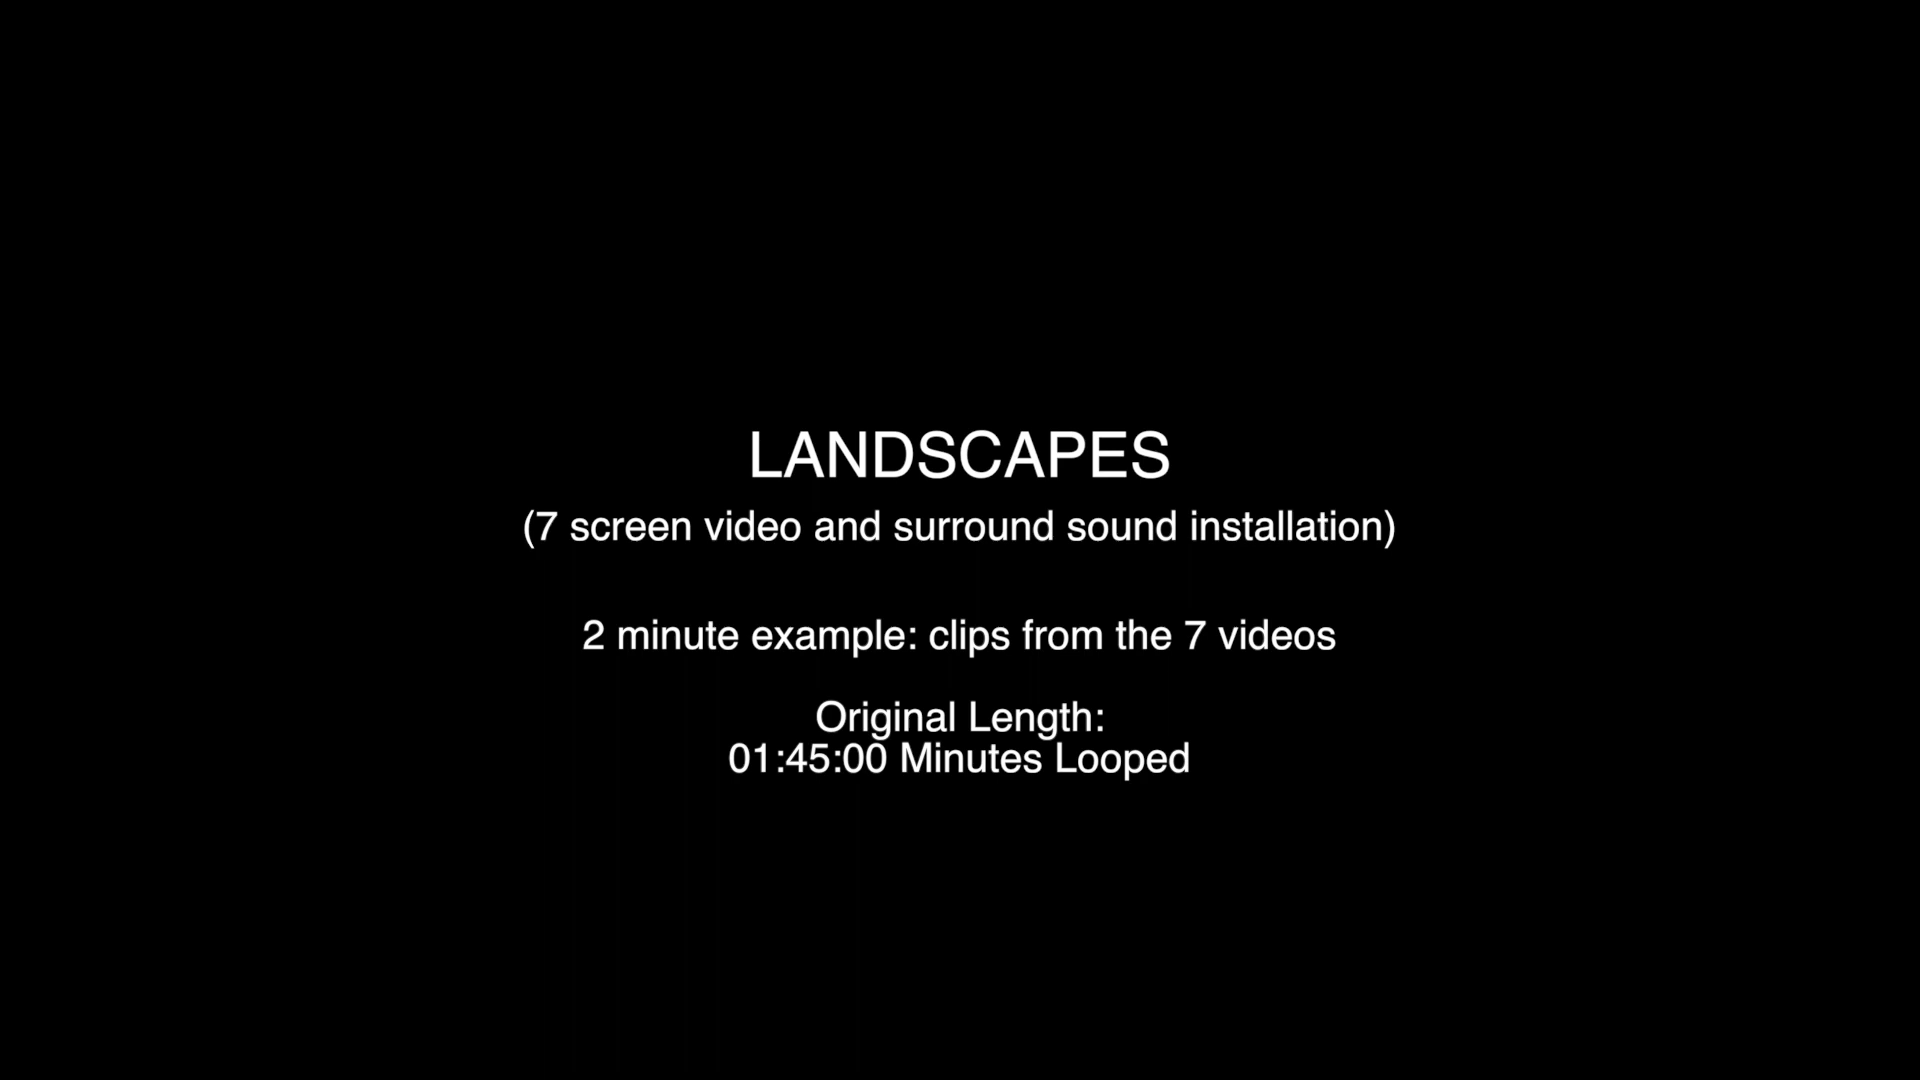 LANDSCAPES
(7 screen video and surround sound installation)
2 minute example: clips from the 7 videos
Original Length:
01:45:00 Minutes Looped